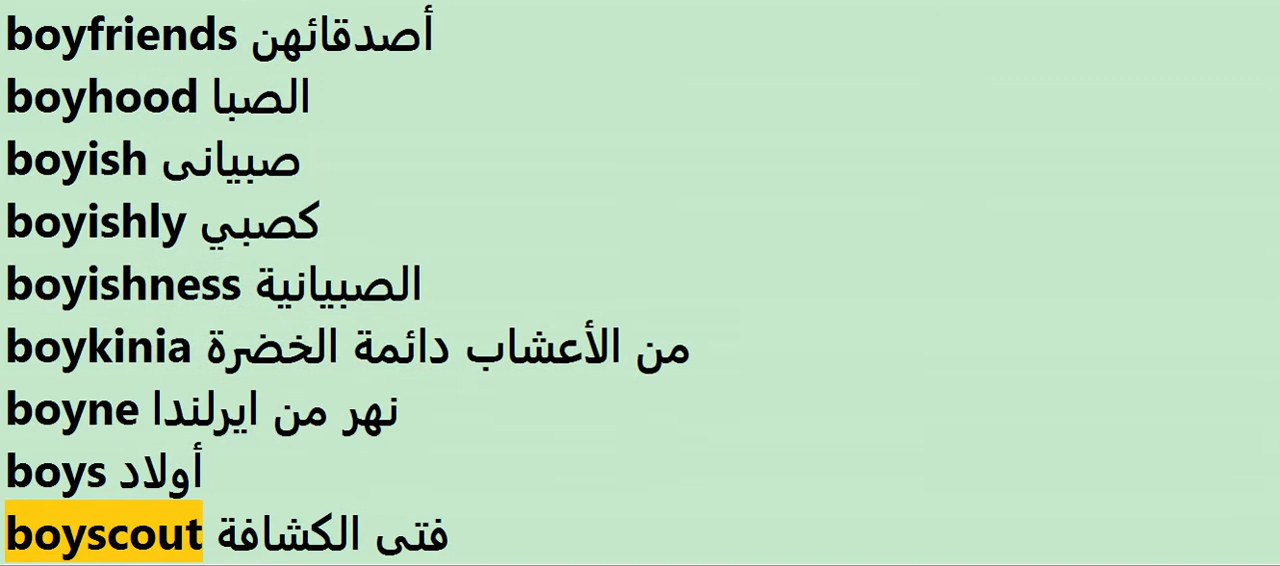 boyfriends أصدقائهن
boyhood الصبا
boyish صبيانى
boyishly كصبي
boyishness الصبيانية
boykinia من الأعشاب دائمة الخضرة
boyne نهر من ايرلندا
boys أولاد
boyscout فتى الكشافة